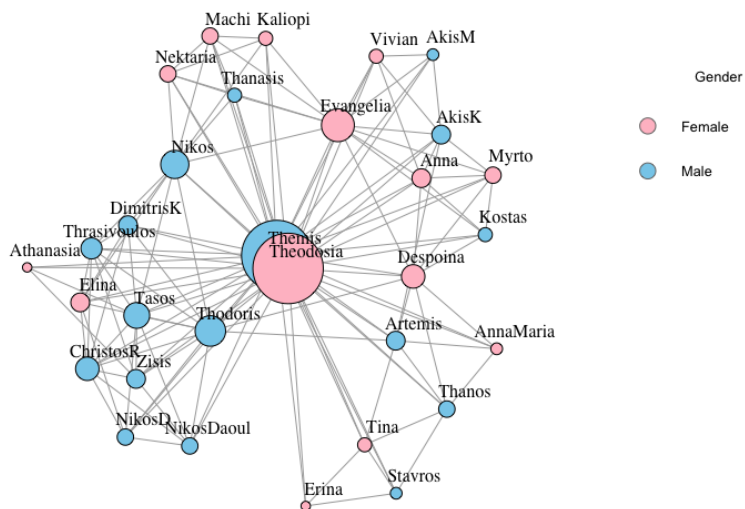 Machi
Kaliopi
Vivian
AkisM
Nektaria
Thanasis
Gender
Evangelia
AkisK
Female
Nikos
Anna
Myrto
Male
DimitrisK
Kostas
Thrasivoulos
Themis
Athanasia
Theodosia
Despoina
Elina
Tasos
Thodoris
Artemis
AnnaMaria
ChristosR
Zisis
Thanos
NikosD
NikosDaoul
Tina
Stavros
Erina